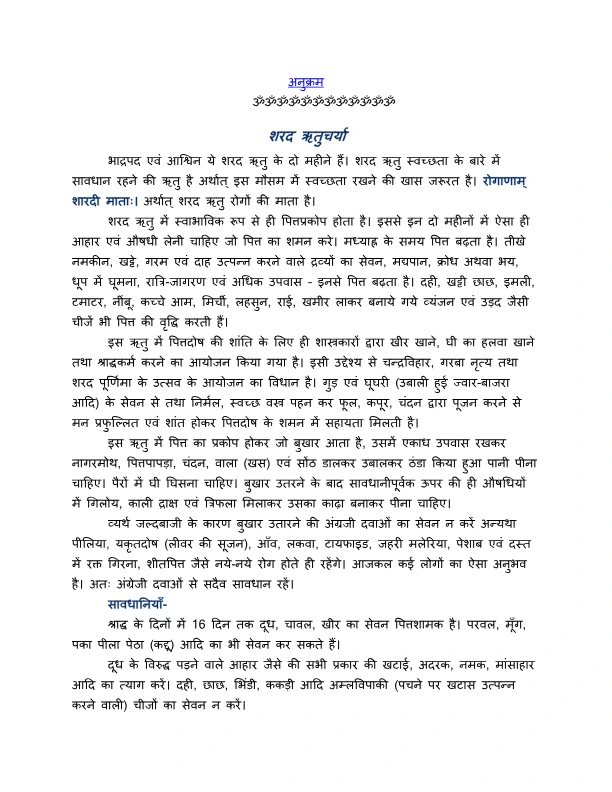 अनुक्रम
ॐॐॐॐॐॐॐॐॐॐॐॐ
शरद ऋतुचर्या
भाद्रपद एवं आश्विन ये शरद ऋतु के दो महीने हैं। शरद ऋतु स्वच्छता के बारे में
सावधान रहने की ऋतु है अर्थात् इस मौसम में स्वच्छता रखने की खास जरूरत है। रोगाणाम्
शारदी माताः। अर्थात् शरद ऋतु रोगों की माता है।
शरद ऋतु में स्वाभाविक रूप से ही पित्तप्रकोप होता है। इससे इन दो महीनों में ऐसा ही
आहार एवं औषधी लेनी चाहिए जो पित्त का शमन करे। मध्याह्न के समय पित्त बढ़ता है। तीखे
नमकीन, खट्टे, गरम एवं दाह उत्पन्न करने वाले द्रव्यों का सेवन, मद्यपान, क्रोध अथवा भय,
धूप में घूमना, रात्रि-जागरण एवं अधिक उपवास - इनसे पित्त बढ़ता है। दही, खट्टी छाछ, इमली,
टमाटर, नींबू, कच्चे आम, मिर्ची, लहसुन, राई, खमीर लाकर बनाये गये व्यंजन एवं उड़द जैसी
चीजें भी पित्त की वृद्धि करती हैं।
इस ऋतु में पित्तदोष की शांति के लिए ही शास्त्रकारों द्वारा खीर खाने, घी का हलवा खाने
तथा श्राद्धकर्म करने का आयोजन किया गया है। इसी उद्देश्य से चन्द्रविहार, गरबा नृत्य तथा
शरद पूर्णिमा के उत्सव के आयोजन का विधान है। गुड़ एवं घूघरी (उबाली हुई ज्वार-बाजरा
आदि) के सेवन से तथा निर्मल, स्वच्छ वस्त्र पहन कर फूल, कपूर, चंदन द्वारा पूजन करने से
मन प्रफुल्लित एवं शांत होकर पित्तदोष के शमन में सहायता मिलती है।
इस ऋतु में पित्त का प्रकोप होकर जो बुखार आता है, उसमें एकाध उपवास रखकर
नागरमोथ, पित्तपापड़ा, चंदन, वाला (खस) एवं सोंठ डालकर उबालकर ठंडा किया हुआ पानी पीना
चाहिए। पैरों में घी घिसना चाहिए। बुखार उतरने के बाद सावधानीपूर्वक ऊपर की ही औषधियों
में गिलोय, काली द्राक्ष एवं त्रिफला मिलाकर उसका काढ़ा बनाकर पीना चाहिए।
व्यर्थ जल्दबाजी के कारण बुखार उतारने की अंग्रजी दवाओं का सेवन न करें अन्यथा
पीलिया, यकृतदोष (लीवर की सूजन), आँव, लकवा, टायफाइड, जहरी मलेरिया, पेशाब एवं दस्त
में रक्त गिरना, शीतपित्त जैसे नये-नये रोग होते ही रहेंगे। आजकल कई लोगों का ऐसा अनुभव
है। अतः अंग्रेजी दवाओं से सदैव सावधान रहें।
सावधानियाँ-
श्राद्ध के दिनों में 16 दिन तक दूध, चावल, खीर का सेवन पित्तशामक है। परवल, मूँग,
पका पीला पेठा (कद्दू) आदि का भी सेवन कर सकते हैं।
दूध के विरुद्ध पड़ने वाले आहार जैसे की सभी प्रकार की खटाई, अदरक, नमक, मांसाहार
आदि का त्याग करें। दही, छाछ, भिंडी, ककड़ी आदि अम्लविपाकी (पचने पर खटास उत्पन्न
करने वाली) चीजों का सेवन न करें।